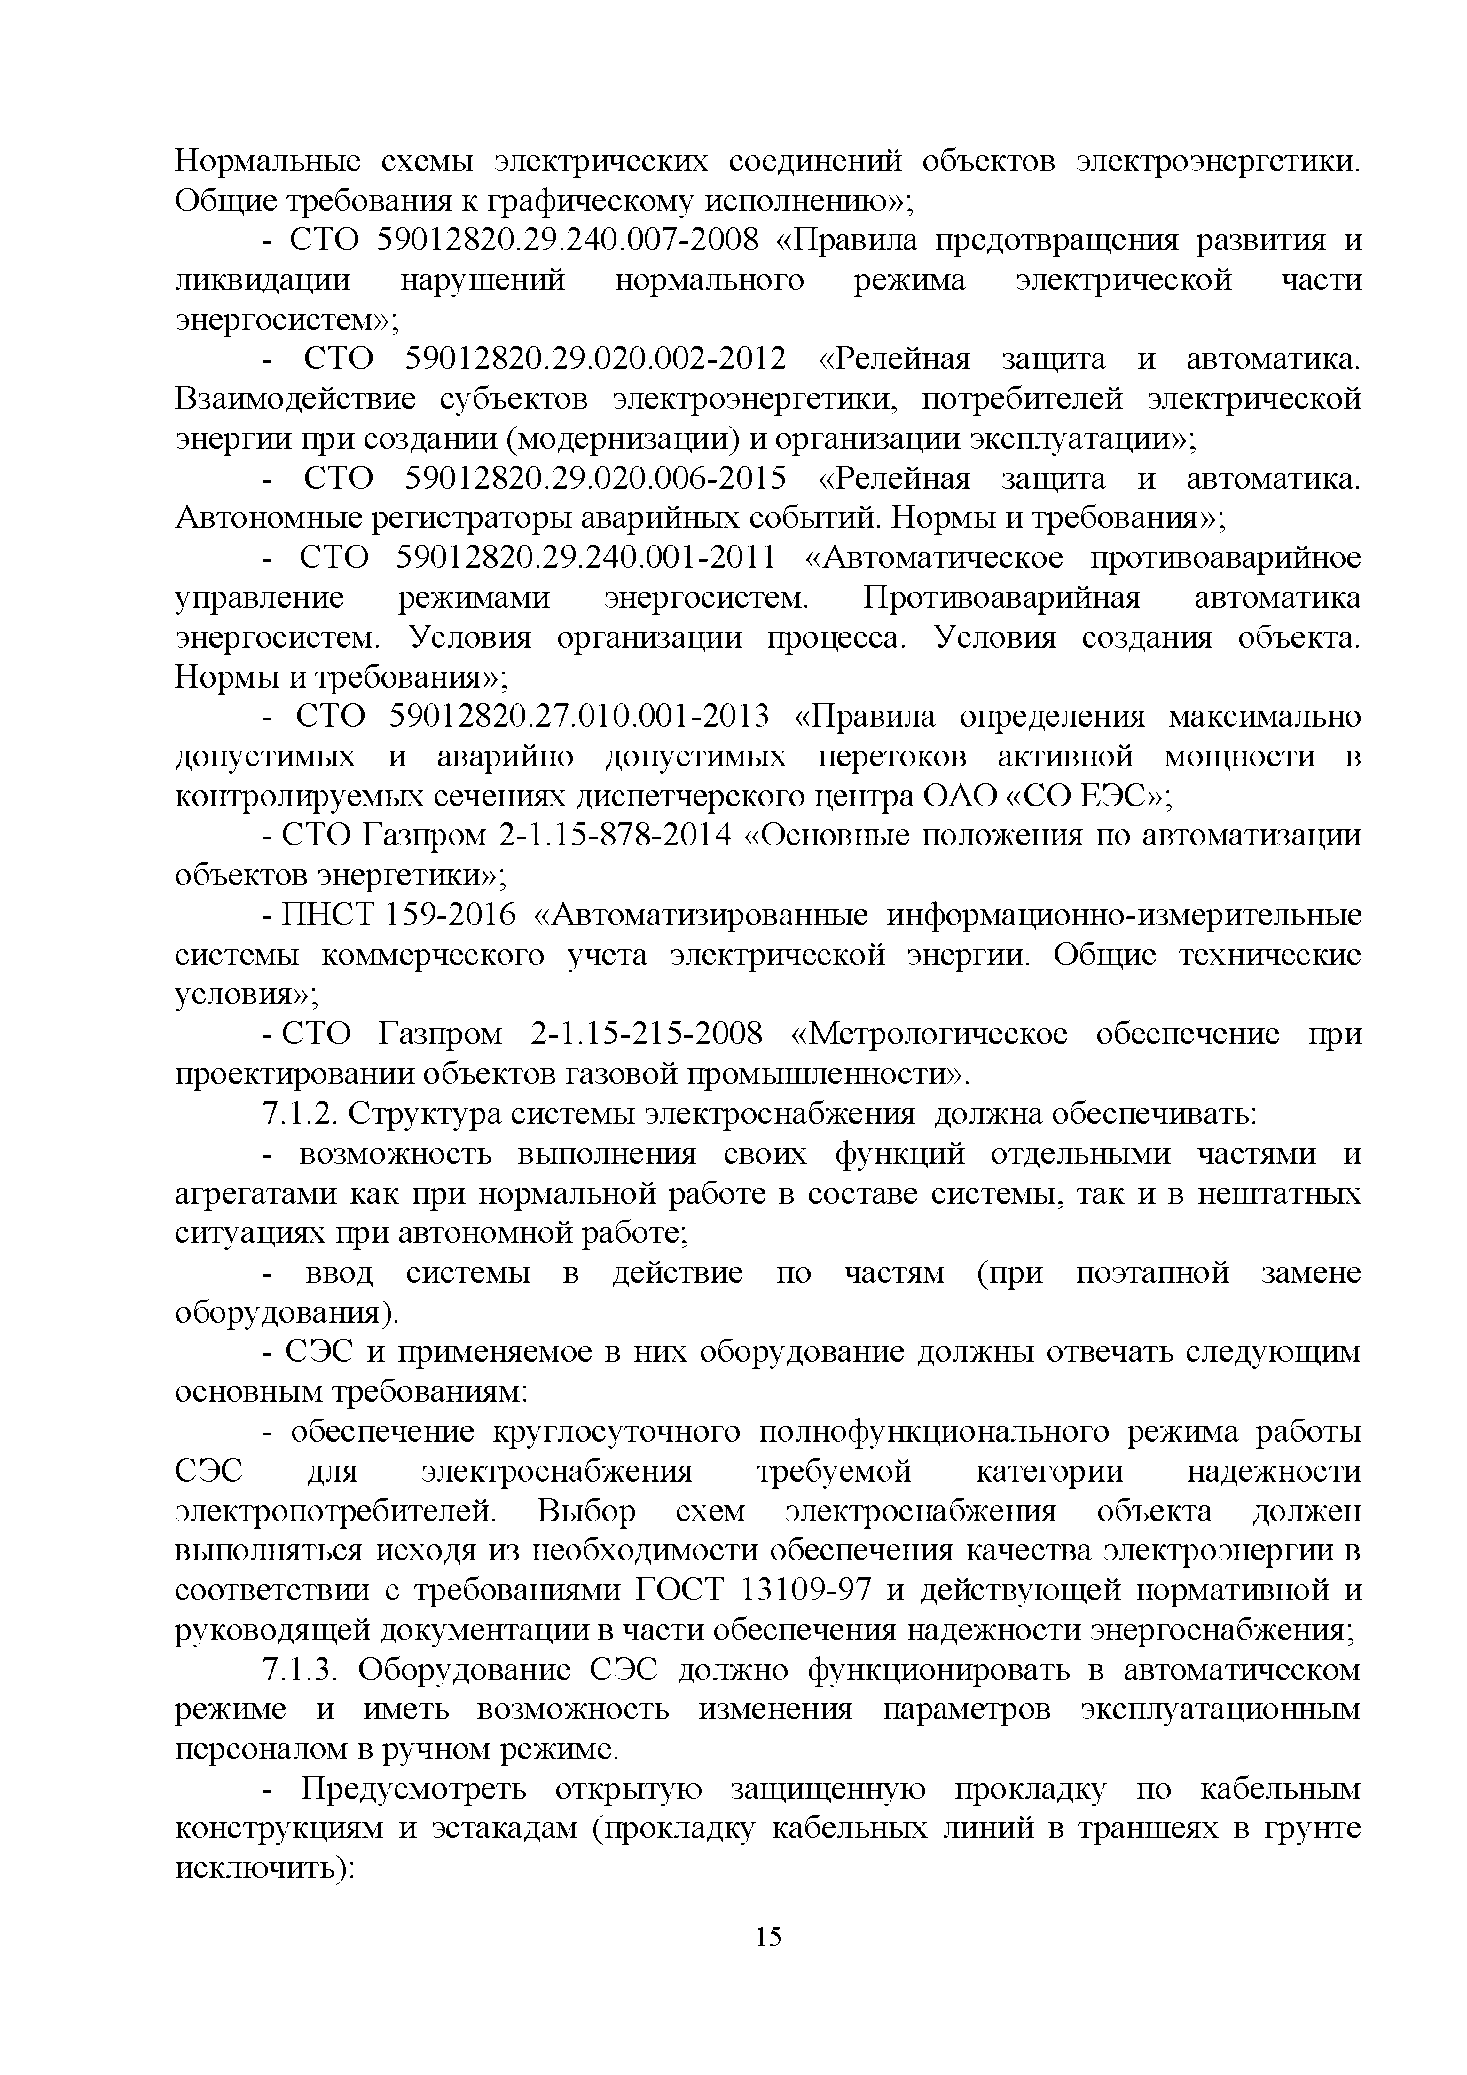 Нормальные схемы электрических соединений объектов электроэнергетики.
Общие требования к графическому исполнению»;
- СТО 59012820.29.240.007-2008 «Правила предотвращения развития и
ликвидации нарушений нормального режима электрической части
энергосистем»;
- СТО 59012820.29.020.002-2012 «Релейная защита и автоматика.
Взаимодействие субъектов электроэнергетики, потребителей электрической
энергии при создании (модернизации) и организации эксплуатации»;
- СТО 59012820.29.020.006-2015 «Релейная защита и автоматика.
Автономные регистраторы аварийных событий. Нормы и требования»;
- СТО 59012820.29.240.001-2011 «Автоматическое противоаварийное
управление режимами энергосистем. Противоаварийная автоматика
энергосистем. Условия организации процесса. Условия создания объекта.
Нормы и требования»;
- СТО 59012820.27.010.001-2013 «Правила определения максимально
допустимых и аварийно допустимых перетоков активной мощности в
контролируемых сечениях диспетчерского центра ОАО «СО ЕЭС»;
- СТО Газпром 2-1.15-878-2014 «Основные положения по автоматизации
объектов энергетики»;
- ПНСТ 159-2016 «Автоматизированные информационно-измерительные
системы коммерческого учета электрической энергии. Общие технические
условия»;
- СТО Газпром 2-1.15-215-2008 «Метрологическое обеспечение при
проектировании объектов газовой промышленности».
7.1.2. Структура системы электроснабжения должна обеспечивать:
- возможность выполнения своих функций отдельными частями и
агрегатами как при нормальной работе в составе системы, так и в нештатных
ситуациях при автономной работе;
- ввод системы в действие по частям (при поэтапной замене
оборудования).
- СЭС и применяемое в них оборудование должны отвечать следующим
основным требованиям:
- обеспечение круглосуточного полнофункционального режима работы
СЭС для электроснабжения требуемой категории надежности
электропотребителей. Выбор схем электроснабжения объекта должен
выполняться исходя из необходимости обеспечения качества электроэнергии в
соответствии с требованиями ГОСТ 13109-97 и действующей нормативной и
руководящей документации в части обеспечения надежности энергоснабжения;
7.1.3. Оборудование СЭС должно функционировать в автоматическом
режиме и иметь возможность изменения параметров эксплуатационным
персоналом в ручном режиме.
- Предусмотреть открытую защищенную прокладку по кабельным
конструкциям и эстакадам (прокладку кабельных линий в траншеях в грунте
исключить):
15